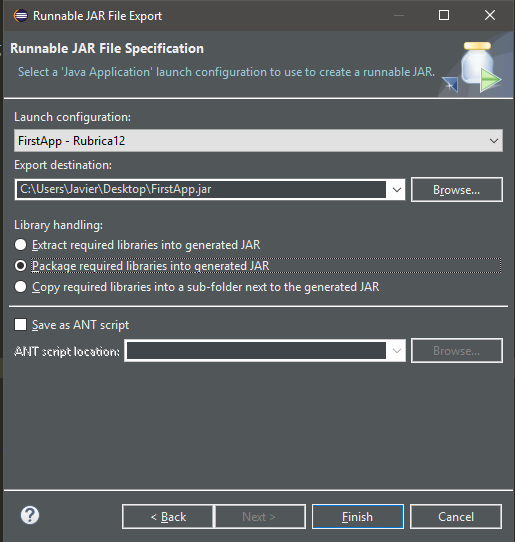 Runnable JAR File Export
Runnable JAR File Specification
Select a 'Java Application' launch configuration to use to create a runnable JAR.
Launch configuration:
FirstApp - Rubrica12
Export destination:
C:\Users\Javier\Desktop\FirstApp.jar
Browse...
Library handling:
Extract required libraries into generated JAR
Package required libraries into generated JAR
Copy required libraries into a sub-folder next to the generated JAR
Save as ANT script
ANT script location:
Browse...
?
< Back
Next >
Finish
Cancel